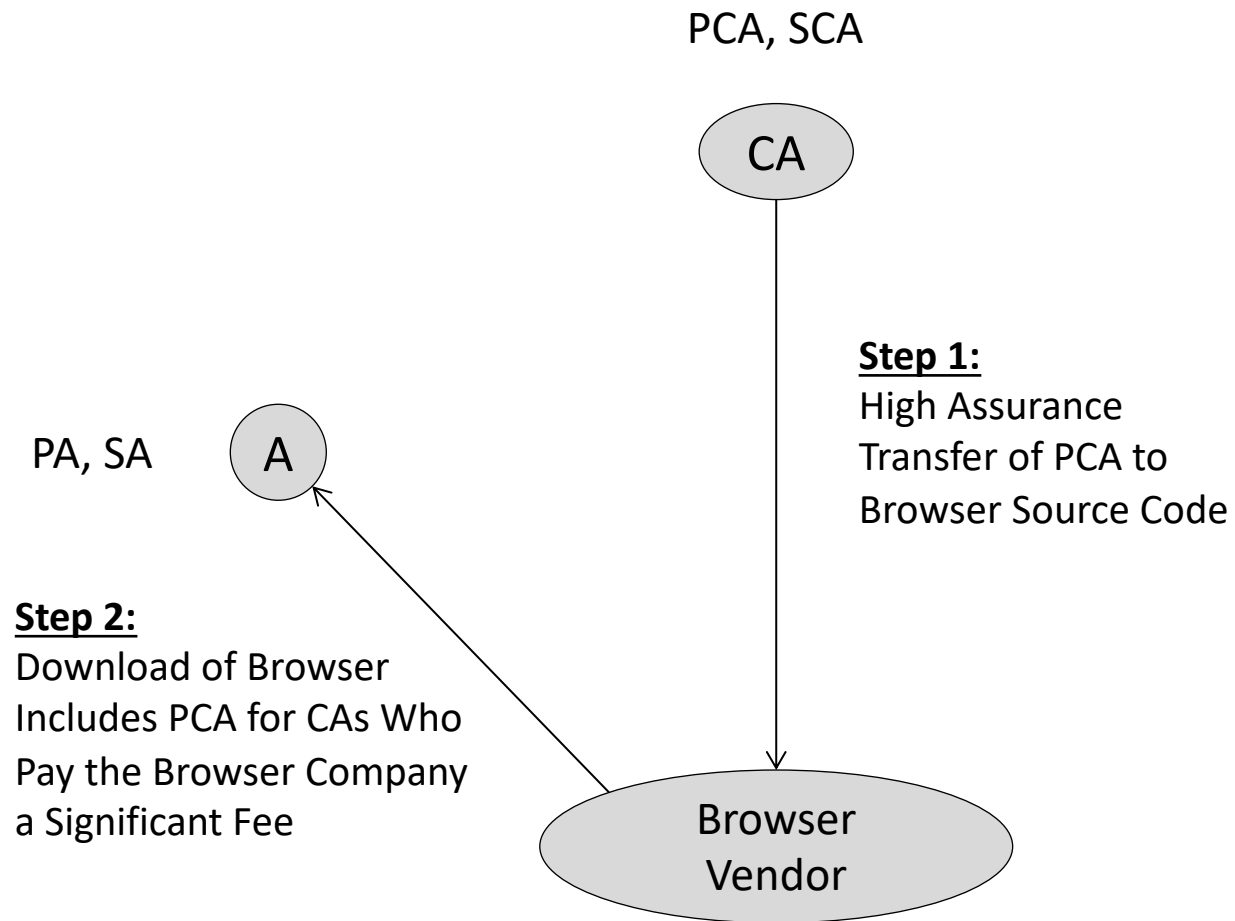 PCA, SCA
CA
Step 1:
High Assurance
Transfer of PCA to
Browser Source Code
PA, SA
A
Step 2:
Download of Browser
Includes PCA for CAs Who
Pay the Browser Company
a Significant Fee
Browser
Vendor